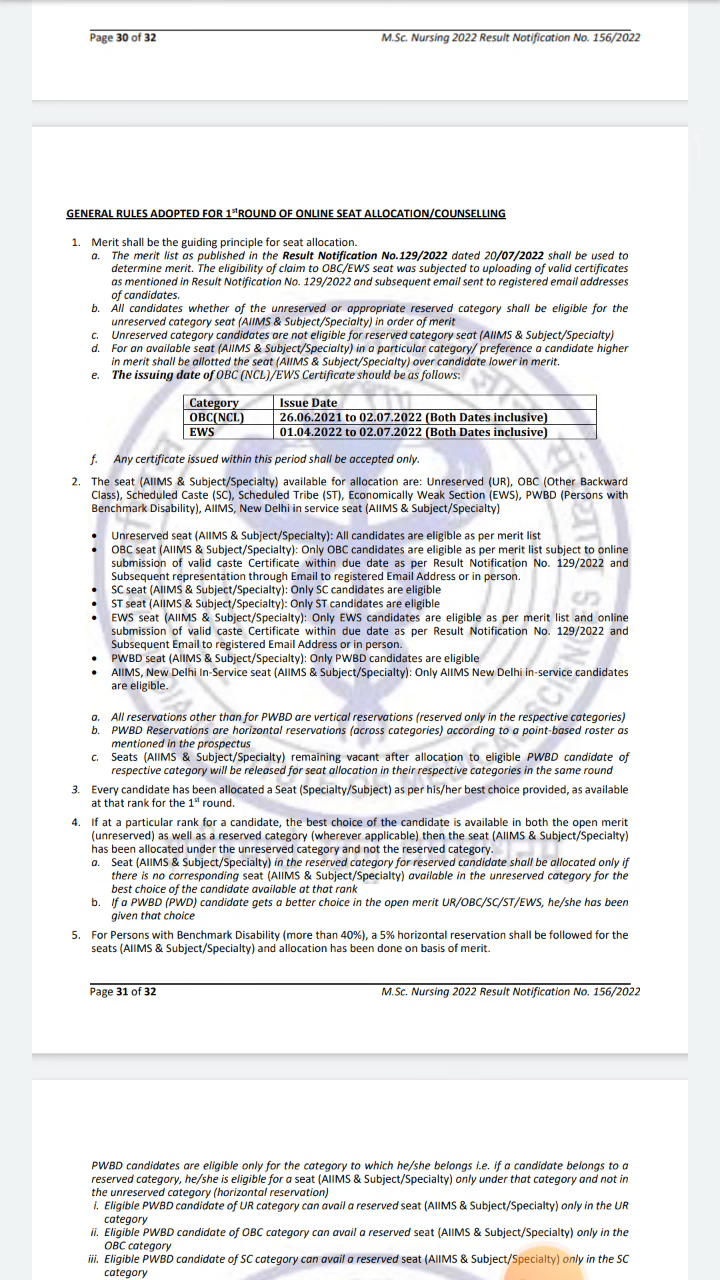 Page 30 of 32 M.Sc. Nursing 2022 Result Notification No. 156/2022
GENERAL RULES ADOPTED FOR 1st ROUND OF ONLINE SEAT ALLOCATION/COUNSELLING
1. Merit shall be the guiding principle for seat allocation.
a. The merit list as published in the Result Notification No.129/2022 dated 20/07/2022 shall be used to
determine merit. The eligibility of claim to OBC/EWS seat was subjected to uploading of valid certificates
as mentioned in Result Notification No. 129/2022 and subsequent email sent to registered email addresses
of candidates.
b. All candidates whether of the unreserved or appropriate reserved category shall be eligible for the
unreserved category seat (AIIMS & Subject/Specialty) in order of merit
c. Unreserved category candidates are not eligible for reserved category seat (AIIMS & Subject/Specialty)
d. For an available seat (AIIMS & Subject/Specialty) in a particular category/ preference a candidate higher
in merit shall be allotted the seat (AIIMS & Subject/Specialty) over candidate lower in merit.
e. The issuing date of OBC (NCL)/EWS Certificate should be as follows:
Category Issue Date
OBC(NCL) 26.06.2021 to 02.07.2022 (Both Dates inclusive)
EWS 01.04.2022 to 02.07.2022 (Both Dates inclusive)
f. Any certificate issued within this period shall be accepted only.
2. The seat (AIIMS & Subject/Specialty) available for allocation are: Unreserved (UR), OBC (Other Backward
Class), Scheduled Caste (SC), Scheduled Tribe (ST), Economically Weak Section (EWS), PWBD (Persons with
Benchmark Disability), AIIMS, New Delhi in service seat (AIIMS & Subject/Specialty)
• Unreserved seat (AIIMS & Subject/Specialty): All candidates are eligible as per merit list
• OBC seat (AIIMS & Subject/Specialty): Only OBC candidates are eligible as per merit list subject to online
submission of valid caste Certificate within due date as per Result Notification No. 129/2022 and
Subsequent representation through Email to registered Email Address or in person.
• SC seat (AIIMS & Subject/Specialty): Only SC candidates are eligible
• ST seat (AIIMS & Subject/Specialty): Only ST candidates are eligible
• EWS seat (AIIMS & Subject/Specialty): Only EWS candidates are eligible as per merit list and online
submission of valid caste Certificate within due date as per Result Notification No. 129/2022 and
Subsequent Email to registered Email Address or in person.
• PWBD seat (AIIMS & Subject/Specialty): Only PWBD candidates are eligible
• AIIMS, New Delhi In-Service seat (AIIMS & Subject/Specialty): Only AIIMS New Delhi in-service candidates
are eligible.
a. All reservations other than for PWBD are vertical reservations (reserved only in the respective categories)
b. PWBD Reservations are horizontal reservations (across categories) according to a point-based roster as
mentioned in the prospectus
c. Seats (AIIMS & Subject/Specialty) remaining vacant after allocation to eligible PWBD candidate of
respective category will be released for seat allocation in their respective categories in the same round
3. Every candidate has been allocated a Seat (Specialty/Subject) as per his/her best choice provided, as available
at that rank for the 1st round.
4. If at a particular rank for a candidate, the best choice of the candidate is available in both the open merit
(unreserved) as well as a reserved category (wherever applicable) then the seat (AIIMS & Subject/Specialty)
has been allocated under the unreserved category and not the reserved category.
a. Seat (AIIMS & Subject/Specialty) in the reserved category for reserved candidate shall be allocated only if
there is no corresponding seat (AIIMS & Subject/Specialty) available in the unreserved category for the
best choice of the candidate available at that rank
b. If a PWBD (PWD) candidate gets a better choice in the open merit UR/OBC/SC/ST/EWS, he/she has been
given that choice
5. For Persons with Benchmark Disability (more than 40%), a 5% horizontal reservation shall be followed for the
seats (AIIMS & Subject/Specialty) and allocation has been done on basis of merit.
Page 31 of 32 M.Sc. Nursing 2022 Result Notification No. 156/2022
PWBD candidates are eligible only for the category to which he/she belongs i.e. if a candidate belongs to a
reserved category, he/she is eligible for a seat (AIIMS & Subject/Specialty) only under that category and not in
the unreserved category (horizontal reservation)
i. Eligible PWBD candidate of UR category can avail a reserved seat (AIIMS & Subject/Specialty) only in the UR
category
ii. Eligible PWBD candidate of OBC category can avail a reserved seat (AIIMS & Subject/Specialty) only in the
OBC category
iii. Eligible PWBD candidate of SC category can avail a reserved seat (AIIMS & Subject/Specialty) only in the SC
category